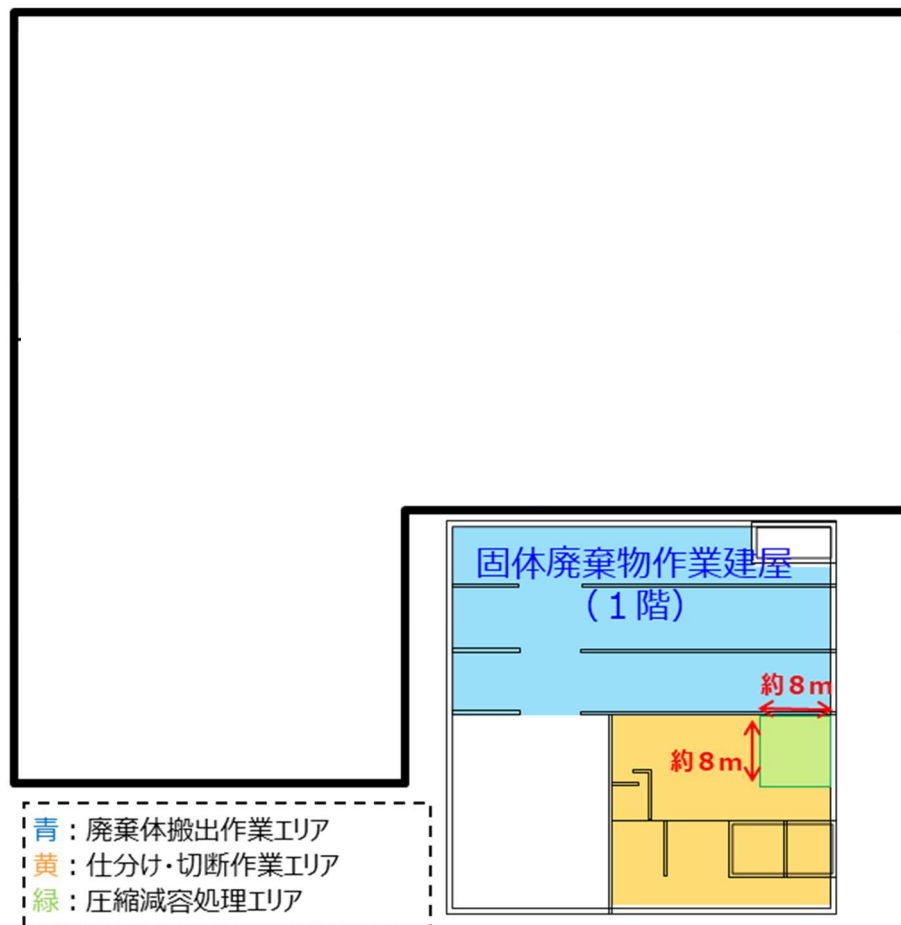 固体廃棄物作業建屋
（１階）
約８ｍ
約８ｍ
青：廃棄体搬出作業エリア
黄：仕分け・切断作業エリア
緑：圧縮減容処理エリア